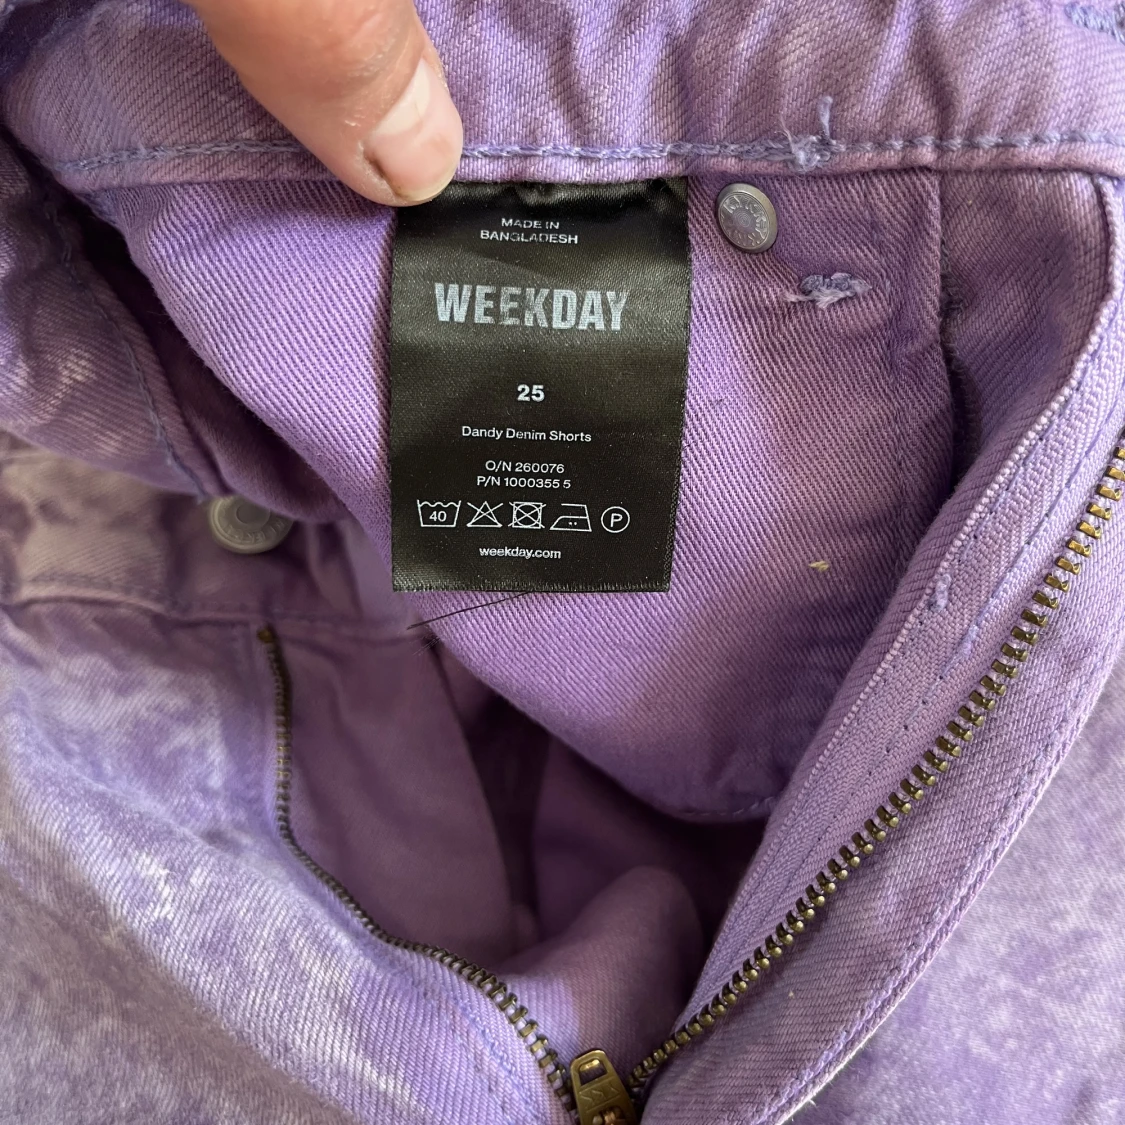 MADE IN
BANGLADESH
WEEKDAY
25
Dandy Denim Shorts
O/N 260076
P/N 1000355 5
40
P
weekday.com